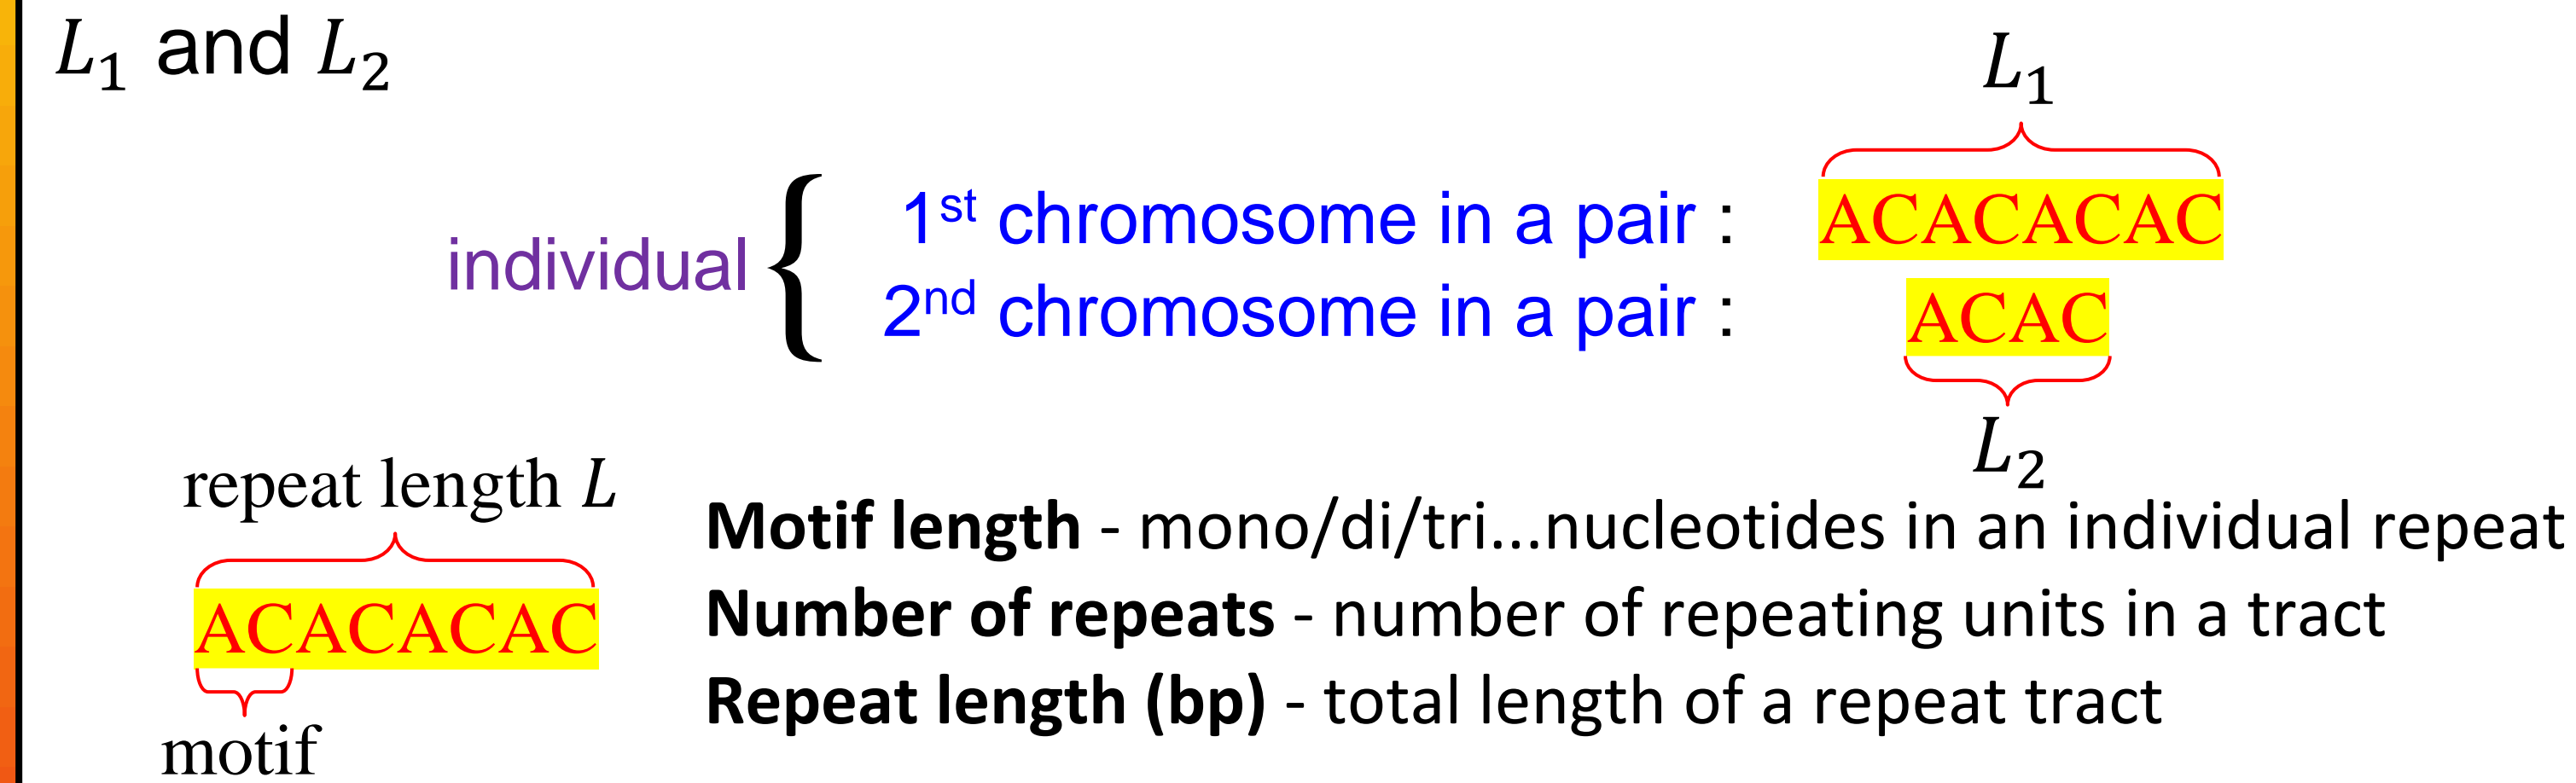 L₁ and L₂
L₁
individual { 1st chromosome in a pair : ACACACAC
2nd chromosome in a pair : ACAC
L₂
repeat length L
ACACACAC
motif
Motif length - mono/di/tri...nucleotides in an individual repeat
Number of repeats - number of repeating units in a tract
Repeat length (bp) - total length of a repeat tract